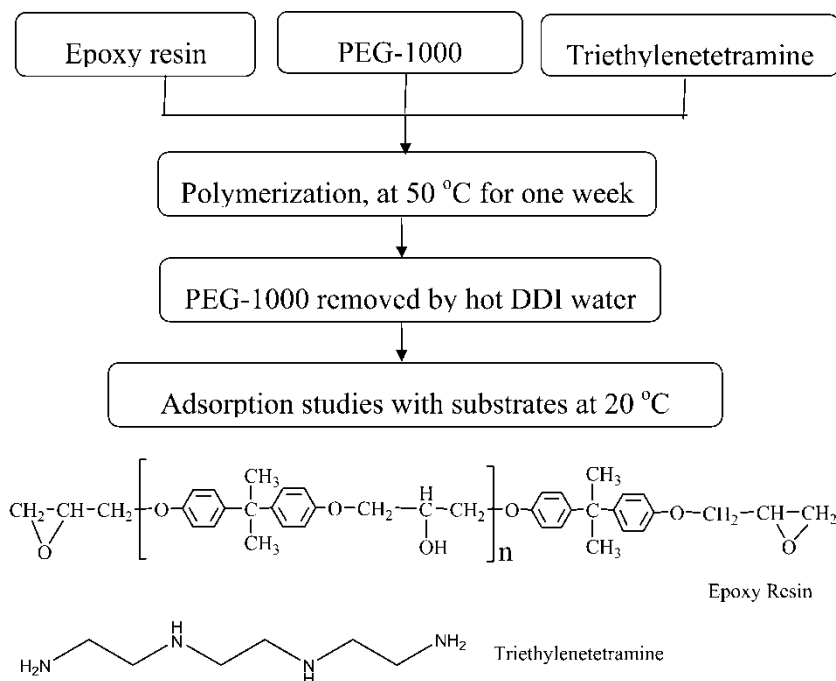 Epoxy resin PEG-1000 Triethylenetetramine
Polymerization, at 50 °C for one week
PEG-1000 removed by hot DDI water
Adsorption studies with substrates at 20 °C
CH₃ CH₃
H
CH₂-CH-CH₂ O C O-CH₂ C CH₂ O C O-CH₂-CH-CH₂
O CH₃ OH n CH₃ O
Epoxy Resin
H
N NH₂
H₂N N Triethylenetetramine
H